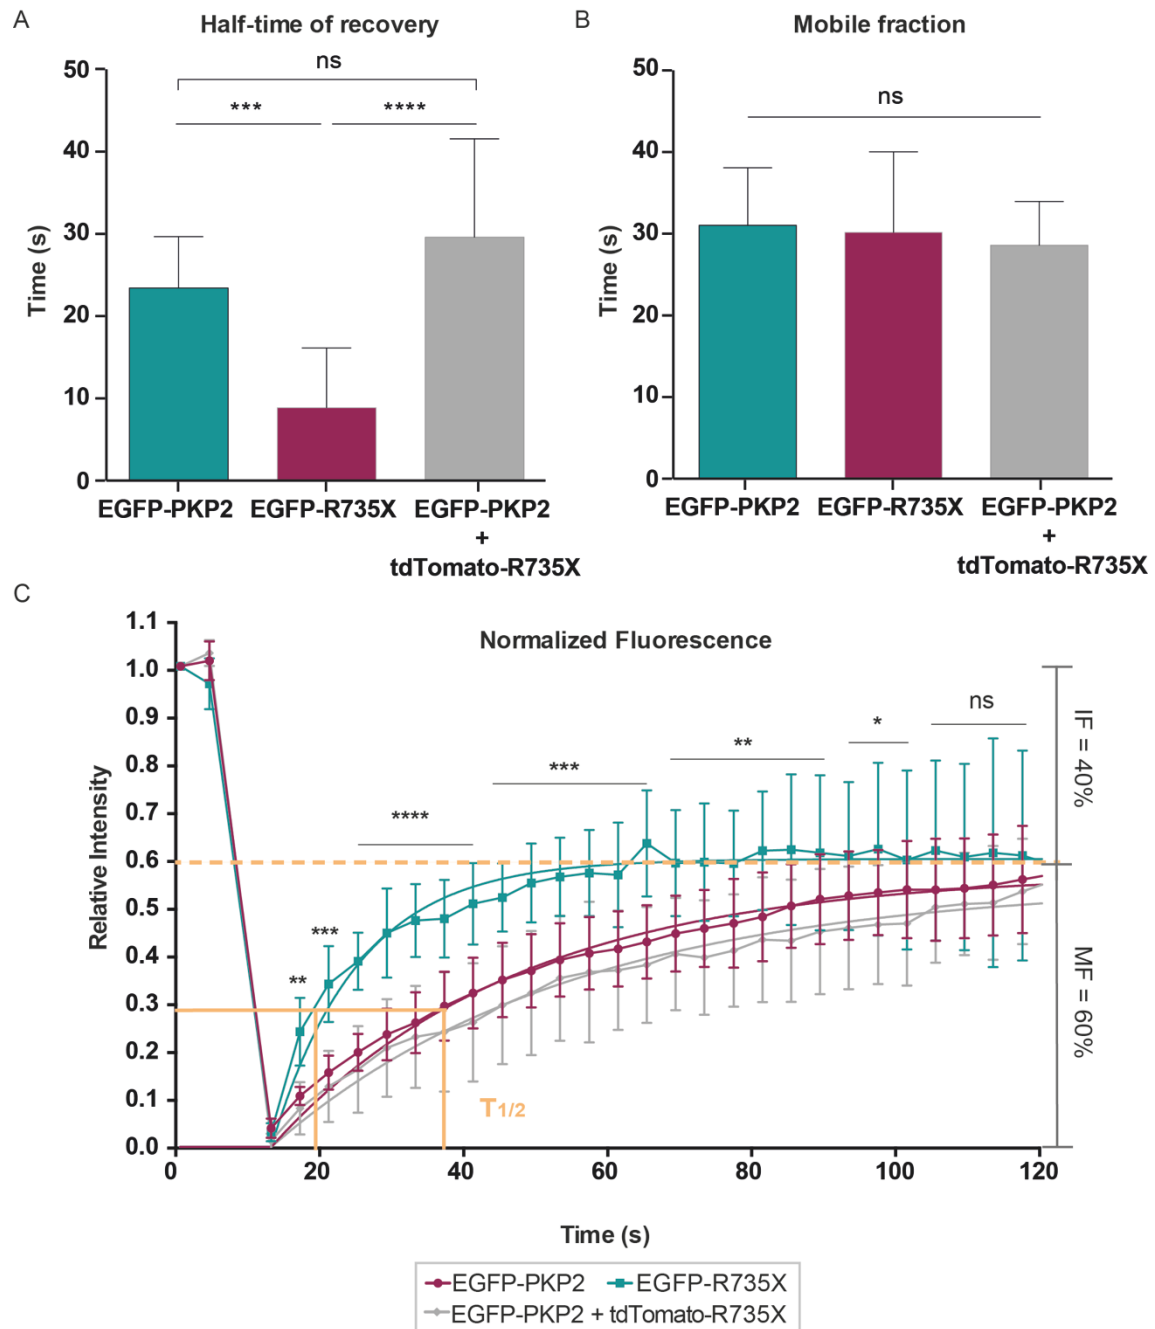 A
Half-time of recovery
ns
***
****
50
40
30
20
10
0
Time (s)
EGFP-PKP2
EGFP-R735X
EGFP-PKP2
+
tdTomato-R735X
B
Mobile fraction
ns
50
40
30
20
10
0
Time (s)
EGFP-PKP2
EGFP-R735X
EGFP-PKP2
+
tdTomato-R735X
C
Normalized Fluorescence
1.1
1.0
0.9
0.8
0.7
0.6
0.5
0.4
0.3
0.2
0.1
0.0
Relative Intensity
**
***
****
***
**
*
ns
T1/2
IF = 40%
MF = 60%
0 20 40 60 80 100 120
Time (s)
EGFP-PKP2 EGFP-R735X
EGFP-PKP2 + tdTomato-R735X